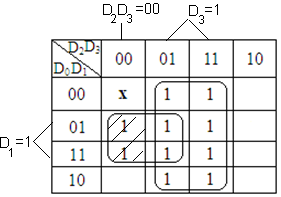 D₂D₃=00 D₃=1
D₂D₃ 00 01 11 10
D₀D₁
00 x 1 1
01 1 1 1
D₁=1
11 1 1 1
10 1 1